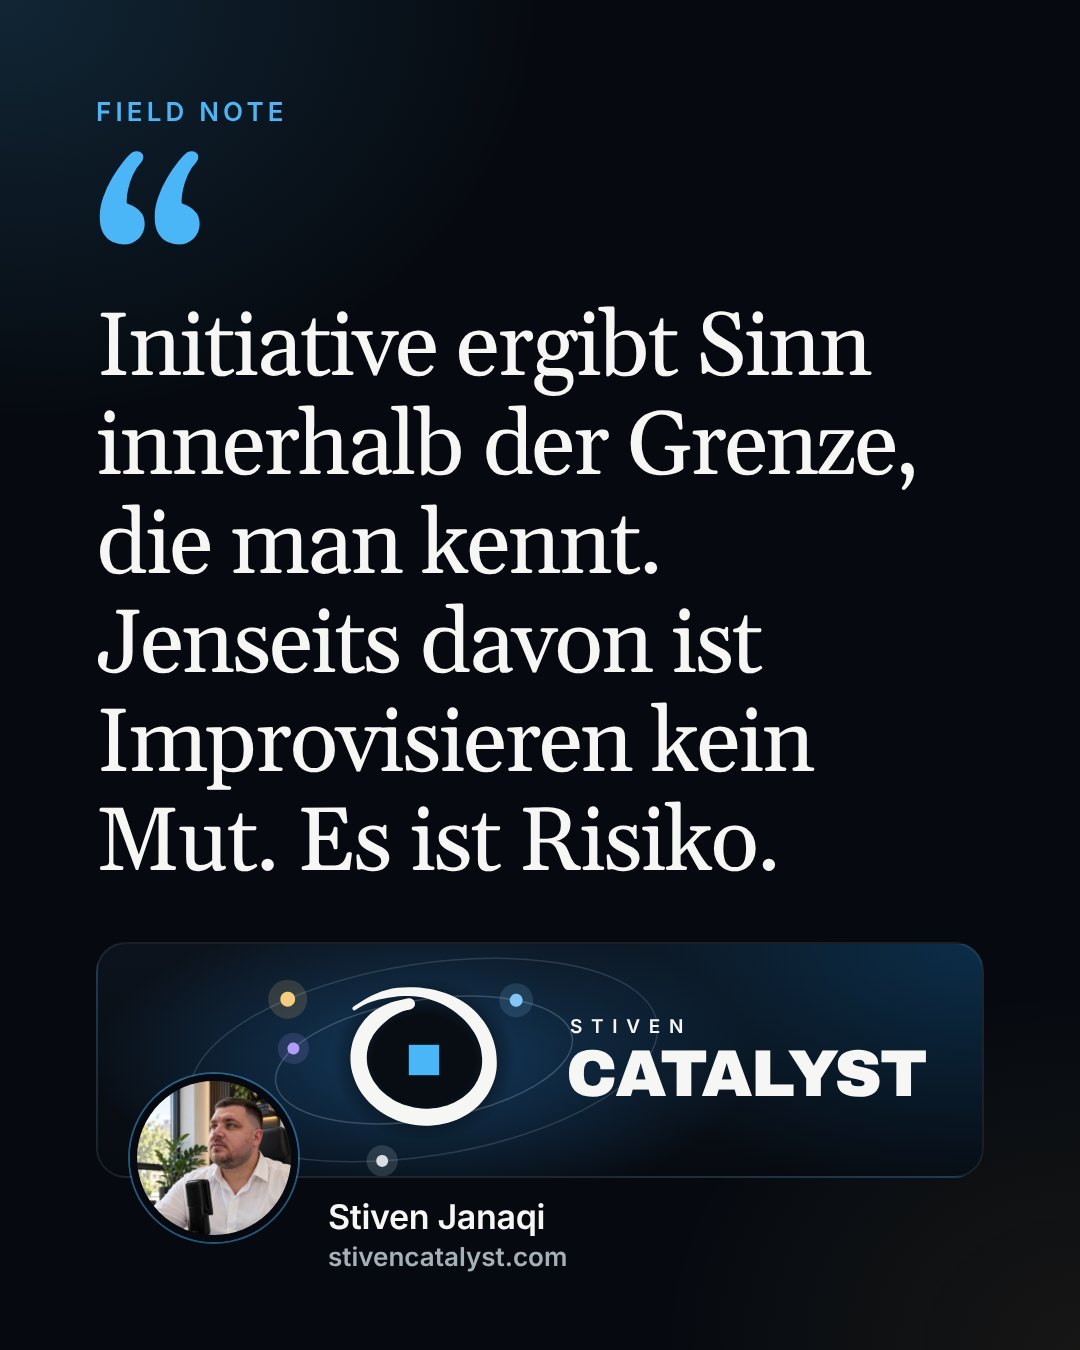 FIELD NOTE
“
Initiative ergibt Sinn
innerhalb der Grenze,
die man kennt.
Jenseits davon ist
Improvisieren kein
Mut. Es ist Risiko.
STIVEN
CATALYST
Stiven Janaqi
stivencatalyst.com